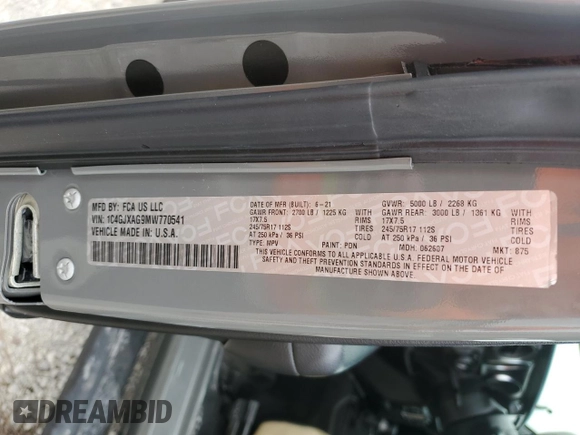 MFD BY: FCA US LLC
VIN: 1C4GJXAG9MW770541
VEHICLE MADE IN: U.S.A.
DATE OF MFR (BUILT): 6-21
GAWR FRONT: 2700 LB / 1225 KG
17X7.5 RIMS
245/75R17 112S TIRES
AT 250 kPa / 36 PSI COLD
TYPE: MPV PAINT: PDN
GVWR: 5000 LB / 2268 KG
GAWR REAR: 3000 LB / 1361 KG
17X7.5 RIMS
245/75R17 112S TIRES
AT 250 kPa / 36 PSI COLD
MDH: 062607 MKT: 875
THIS VEHICLE CONFORMS TO ALL APPLICABLE U.S.A. FEDERAL MOTOR VEHICLE
SAFETY AND THEFT PREVENTION STANDARDS IN EFFECT ON THE DATE OF
MANUFACTURE SHOWN ABOVE.
DREAMBID